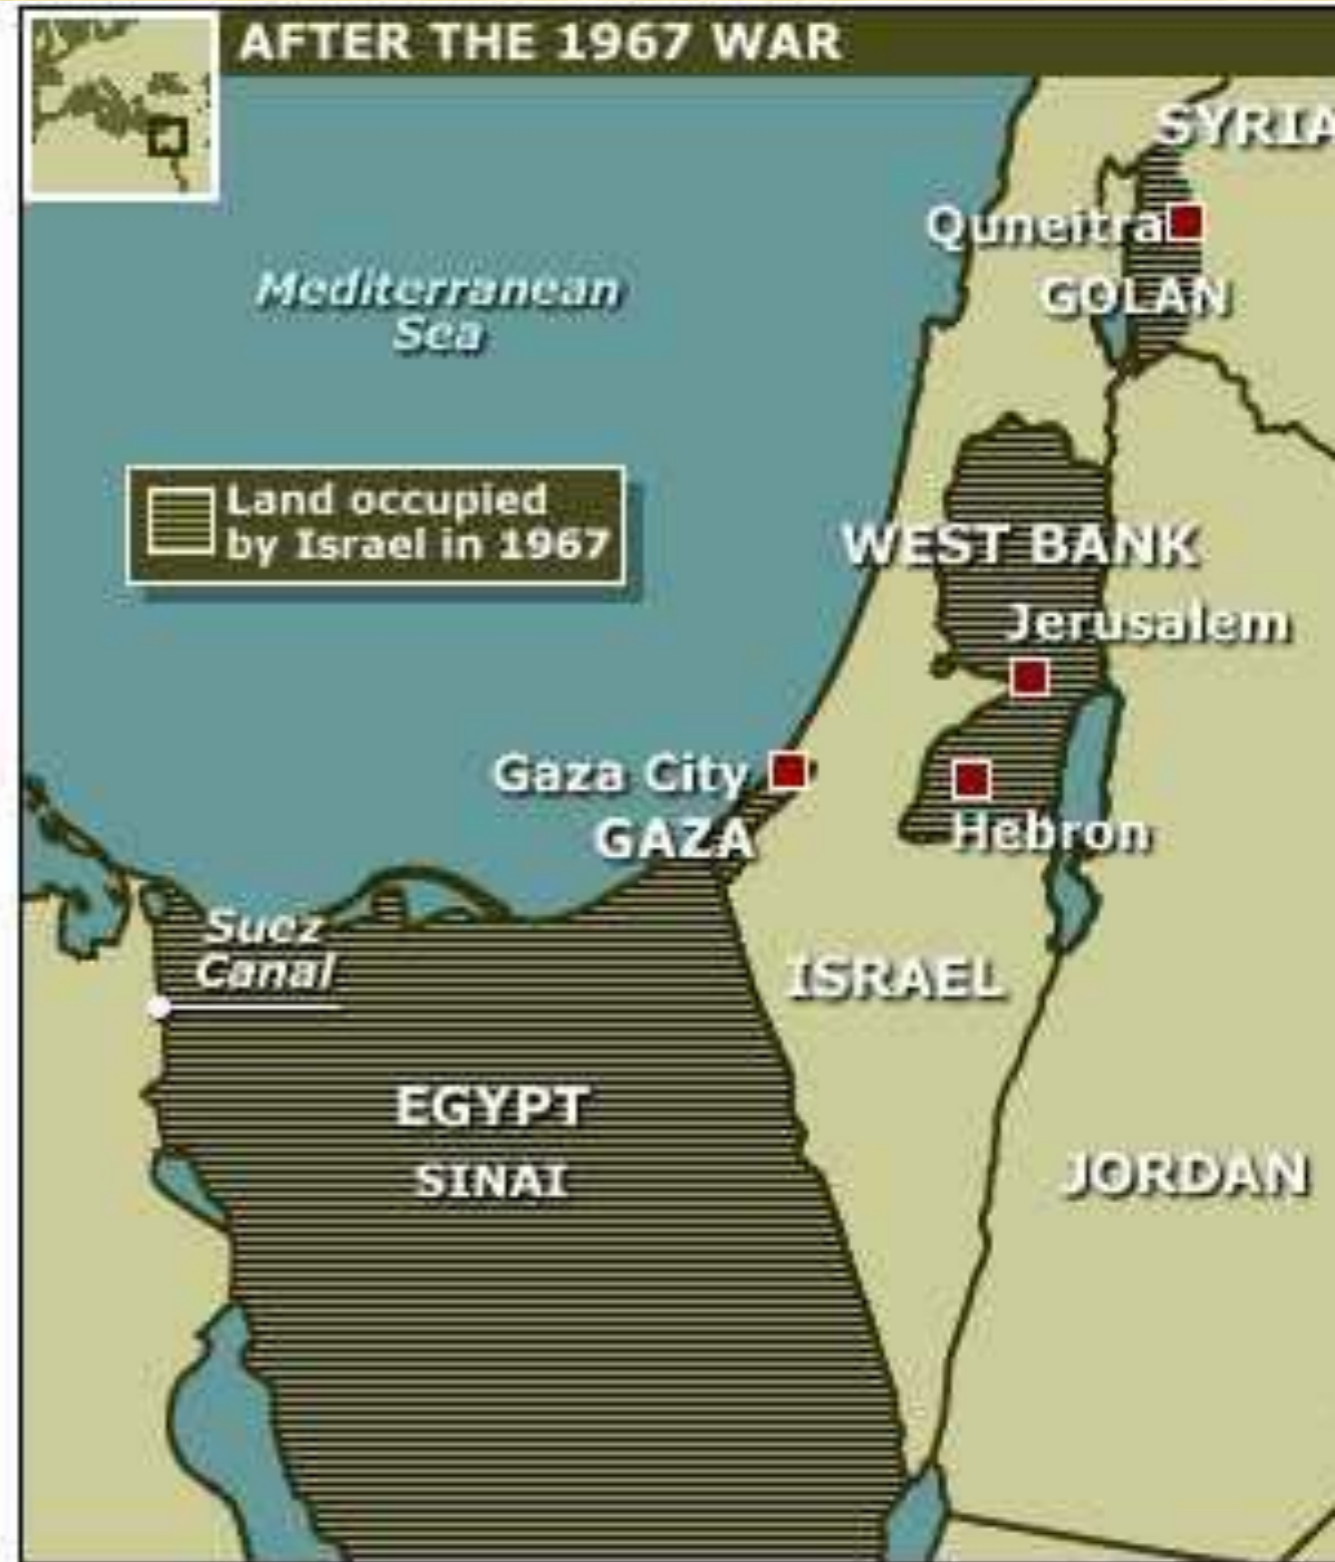 AFTER THE 1967 WAR
SYRIA
Quneitra
GOLAN
Mediterranean
Sea
Land occupied
by Israel in 1967
WEST BANK
Jerusalem
Gaza City
GAZA
Hebron
Suez
Canal
ISRAEL
EGYPT
SINAI
JORDAN